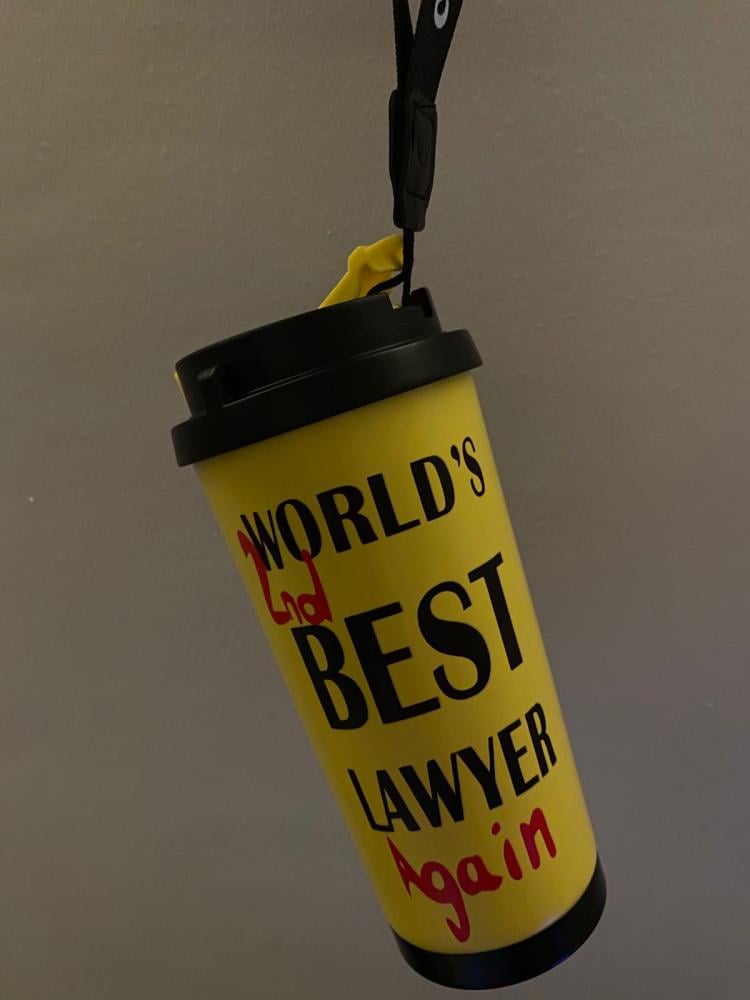 WORLD'S
2nd
BEST
LAWYER
Again